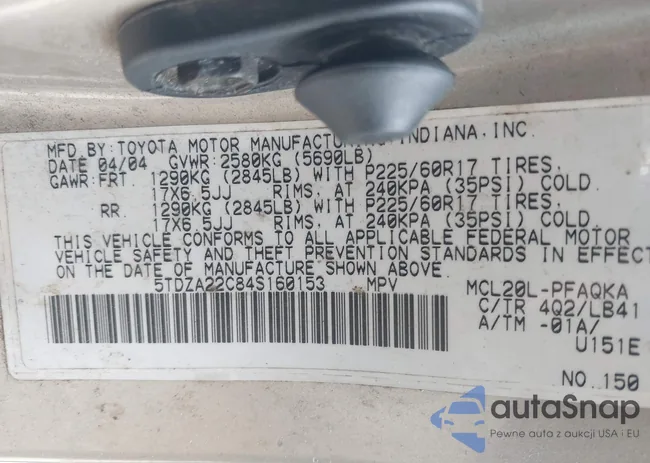 MFD.BY:TOYOTA MOTOR MANUFACTURING, INDIANA, INC.
DATE 04/04 GVWR:2580KG (5690LB)
GAWR:FRT 1290KG (2845LB) WITH P225/60R17 TIRES,
17X6.5JJ RIMS, AT 240KPA (35PSI) COLD.
RR 1290KG (2845LB) WITH P225/60R17 TIRES,
17X6.5JJ RIMS, AT 240KPA (35PSI) COLD.
THIS VEHICLE CONFORMS TO ALL APPLICABLE FEDERAL MOTOR
VEHICLE SAFETY AND THEFT PREVENTION STANDARDS IN EFFECT
ON THE DATE OF MANUFACTURE SHOWN ABOVE.
5TDZA22C84S160153 MPV MCL20L-PFAQKA
C/TR 4Q2/LB41
A/TM -01A/
U151E
NO.150
autaSnap
Pewne auta z aukcji USA i EU